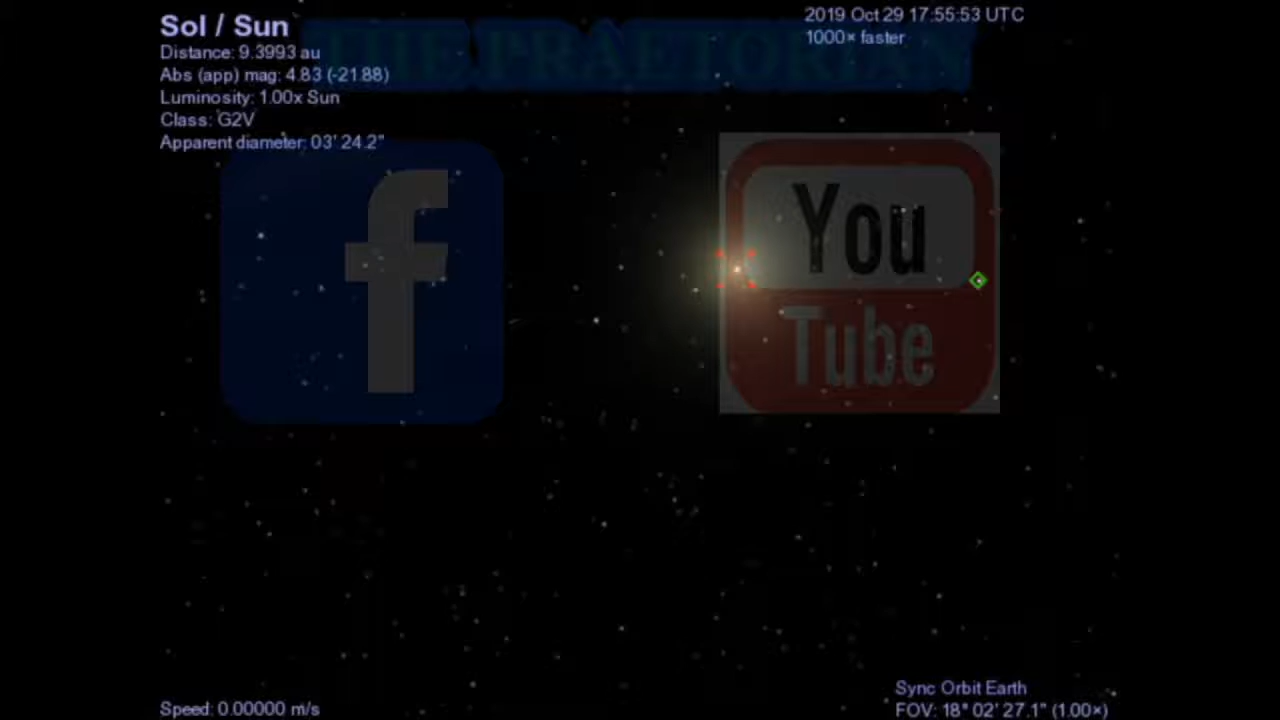 Sol / Sun
Distance: 9.3993 au
Abs (app) mag: 4.83 (-21.88)
Luminosity: 1.00x Sun
Class: G2V
Apparent diameter: 03' 24.2"
2019 Oct 29 17:55:53 UTC
1000× faster
THE PRAETORIAN
f
You
Tube
Speed: 0.00000 m/s
Sync Orbit Earth
FOV: 18° 02' 27.1" (1.00×)